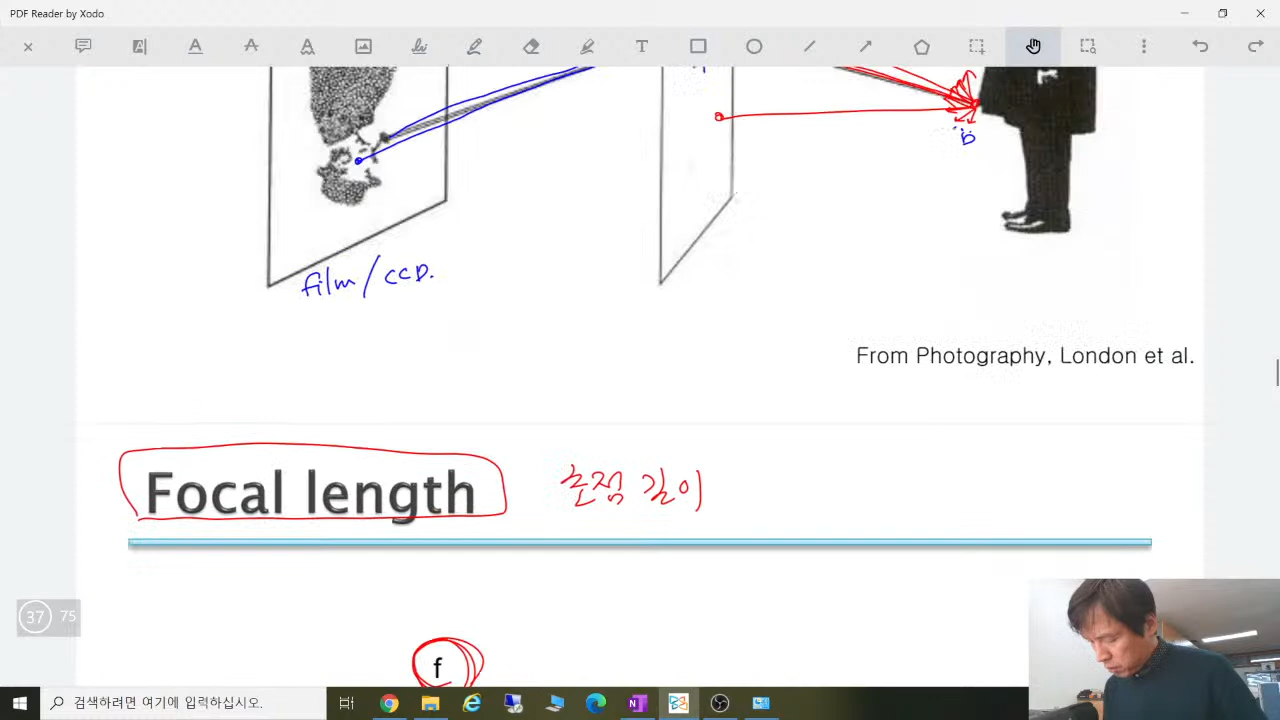 PDF Reader by Xodo
T
film / CCD.
From Photography, London et al.
Focal length 초점 길이
37 75
f
검색하려면 여기에 입력하십시오.